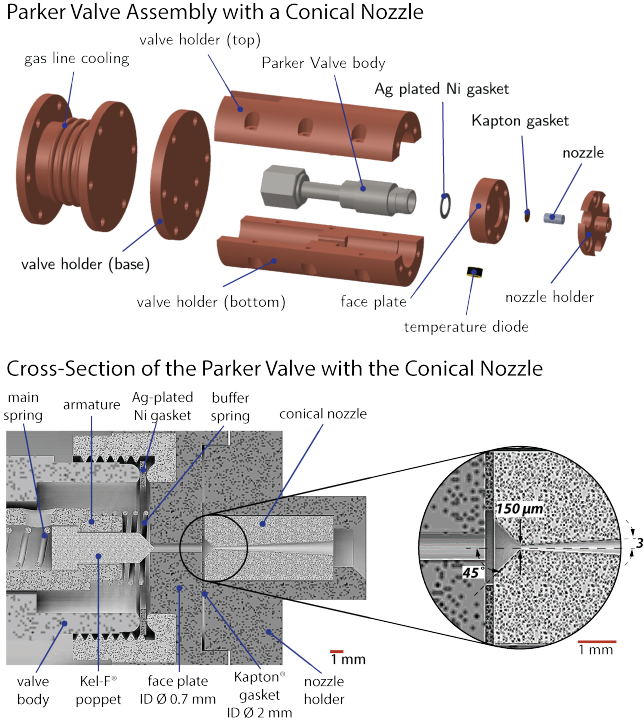 Parker Valve Assembly with a Conical Nozzle
valve holder (top)
gas line cooling
Parker Valve body
Ag plated Ni gasket
Kapton gasket
nozzle
valve holder (base)
valve holder (bottom)
face plate
nozzle holder
temperature diode
Cross-Section of the Parker Valve with the Conical Nozzle
main
spring
armature
Ag-plated
Ni gasket
buffer
spring
conical nozzle
150 µm
3
45°
1 mm
1 mm
valve
body
Kel-F®
poppet
face plate
ID Ø 0.7 mm
Kapton®
gasket
ID Ø 2 mm
nozzle
holder